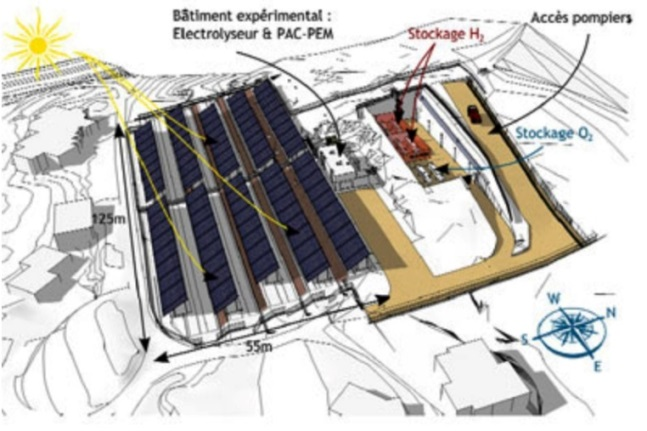 Bâtiment expérimental :
Electrolyseur & PAC-PEM
Accès pompiers
Stockage H₂
Stockage O₂
125m
55m
W
N
S
E